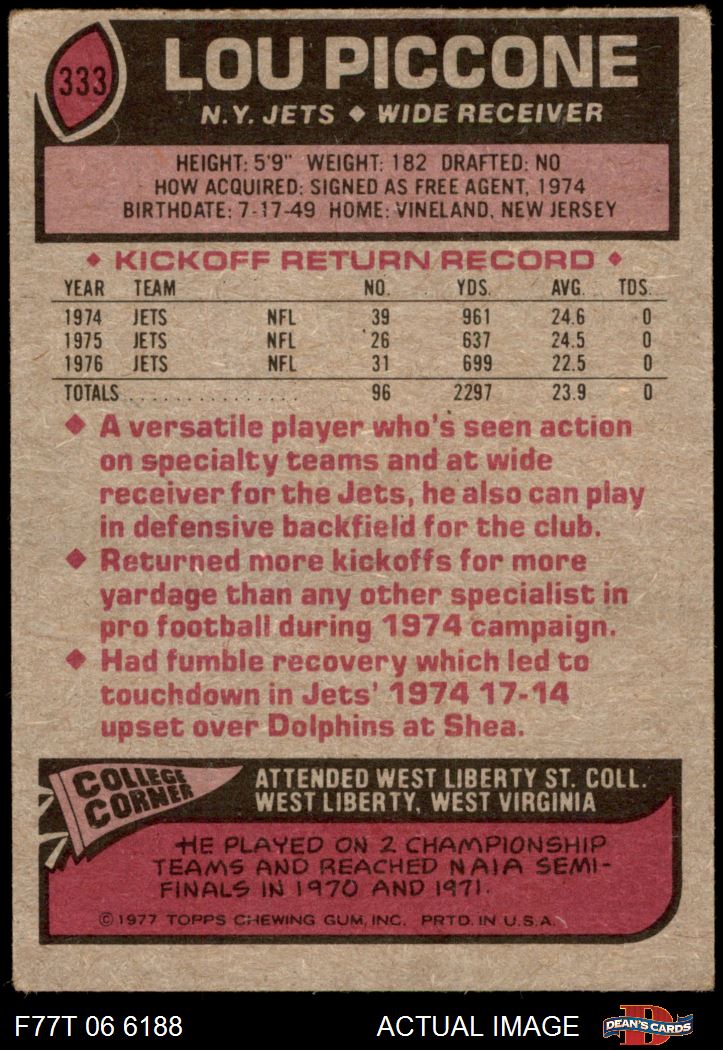 333
LOU PICCONE
N.Y. JETS ◆ WIDE RECEIVER
HEIGHT: 5'9" WEIGHT: 182 DRAFTED: NO
HOW ACQUIRED: SIGNED AS FREE AGENT, 1974
BIRTHDATE: 7-17-49 HOME: VINELAND, NEW JERSEY
◆ KICKOFF RETURN RECORD ◆
YEAR TEAM NO. YDS. AVG. TDS.
1974 JETS NFL 39 961 24.6 0
1975 JETS NFL 26 637 24.5 0
1976 JETS NFL 31 699 22.5 0
TOTALS............... 96 2297 23.9 0
◆ A versatile player who's seen action
on specialty teams and at wide
receiver for the Jets, he also can play
in defensive backfield for the club.
◆ Returned more kickoffs for more
yardage than any other specialist in
pro football during 1974 campaign.
◆ Had fumble recovery which led to
touchdown in Jets' 1974 17-14
upset over Dolphins at Shea.
COLLEGE
CORNER
ATTENDED WEST LIBERTY ST. COLL.
WEST LIBERTY, WEST VIRGINIA
HE PLAYED ON 2 CHAMPIONSHIP
TEAMS AND REACHED NAIA SEMI-
FINALS IN 1970 AND 1971.
©1977 TOPPS CHEWING GUM, INC. PRTD. IN U.S.A.
F77T 06 6188 ACTUAL IMAGE
D
DEAN'S CARDS